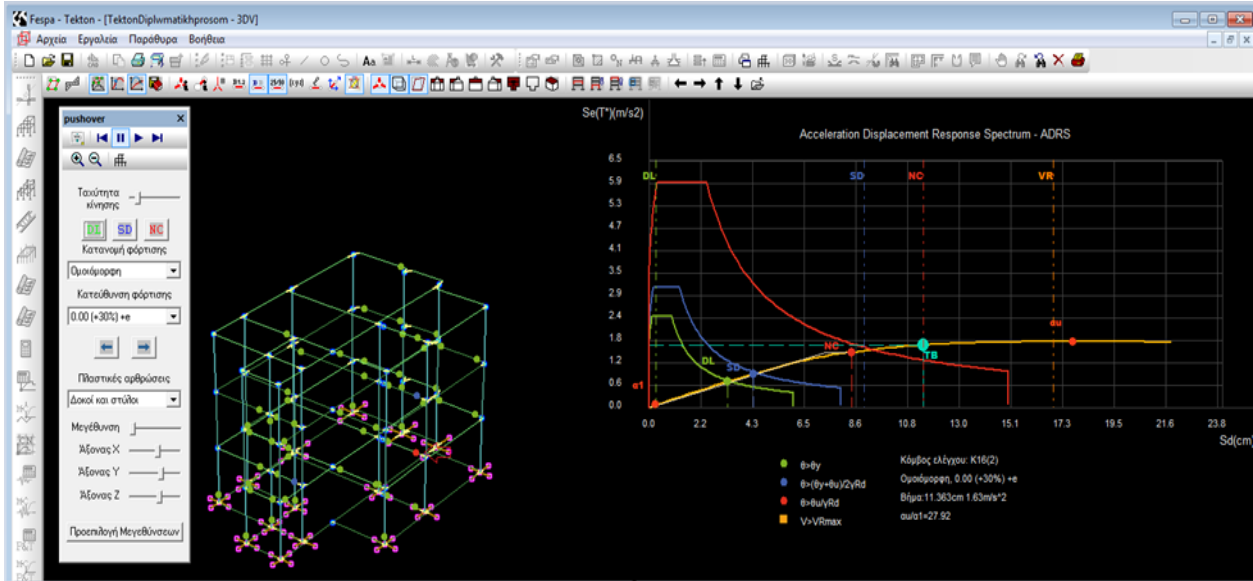 Fespa - Tekton - [TektonDiplwmatikhprosom - 3DV]
Αρχεία Εργαλεία Παράθυρα Βοήθεια
pushover
Ταχύτητα
κίνησης
DL SD NC
Κατανομή φόρτισης
Ομοιόμορφη
Κατεύθυνση φόρτισης
0.00 (+30%) +e
Πλαστικές αρθρώσεις
Δοκοί και στύλοι
Μεγέθυνση
Άξονας X
Άξονας Y
Άξονας Z
Προεπιλογή Μεγεθύνσεων
Se(T*)(m/s2)
Acceleration Displacement Response Spectrum - ADRS
6.5
5.9
5.3
4.7
4.1
3.5
2.9
2.4
1.8
1.2
0.6
0.0
DL SD NC VR
NC
TB
αu
DL
SD
α1
0.0 2.2 4.3 6.5 8.6 10.8 13.0 15.1 17.3 19.5 21.6 23.8
Sd(cm)
θ>θy
θ>(θy+θu)/2γRd
θ>θu/γRd
V>VRmax
Κόμβος ελέγχου: K16(2)
Ομοιόμορφη, 0.00 (+30%) +e
Βήμα:11.363cm 1.63m/s^2
αu/α1=27.92